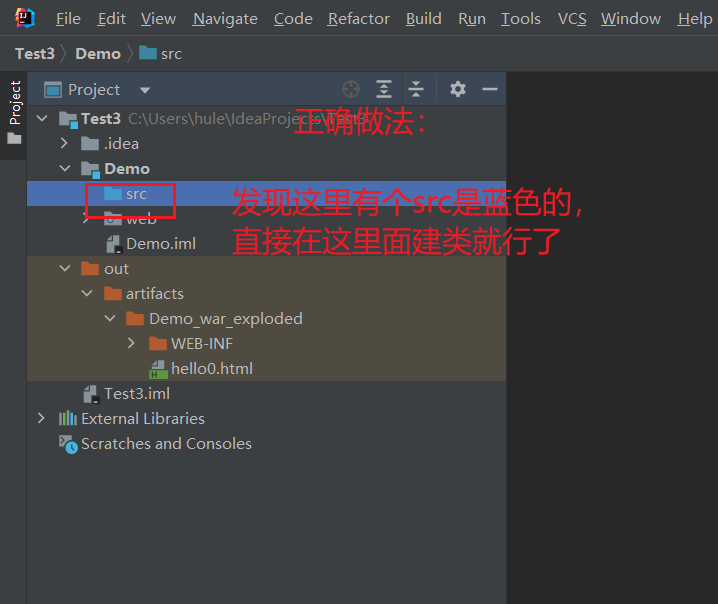 File Edit View Navigate Code Refactor Build Run Tools VCS Window Help
Test3 Demo src
Project
Project
Test3 C:\Users\hule\IdeaProjects\Test3
正确做法：
.idea
Demo
src
发现这里有个src是蓝色的，
web
直接在这里面建类就行了
Demo.iml
out
artifacts
Demo_war_exploded
WEB-INF
hello0.html
Test3.iml
External Libraries
Scratches and Consoles